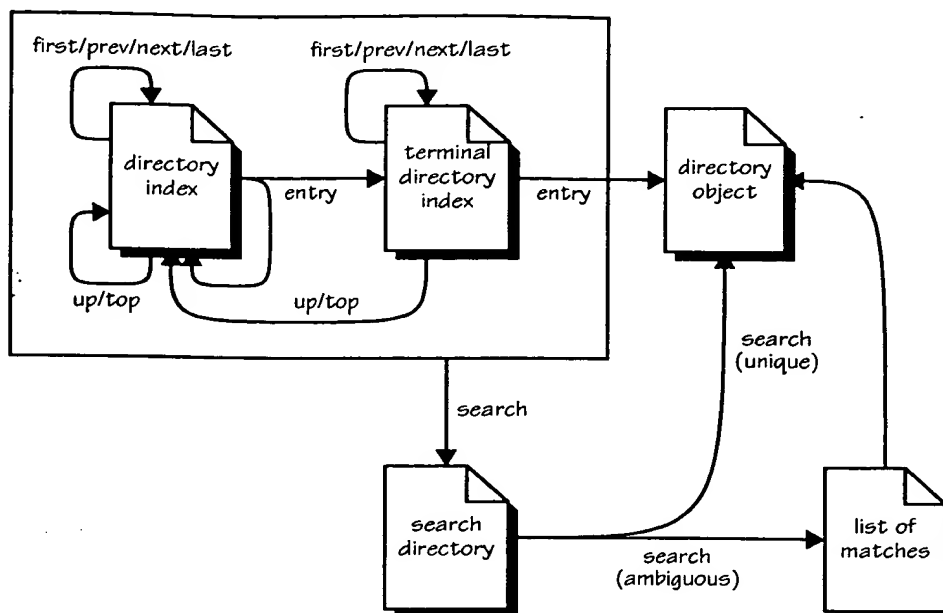 first/prev/next/last
first/prev/next/last
directory
index
entry
terminal
directory
index
entry
directory
object
up/top
up/top
search
(unique)
search
search
directory
search
(ambiguous)
list of
matches